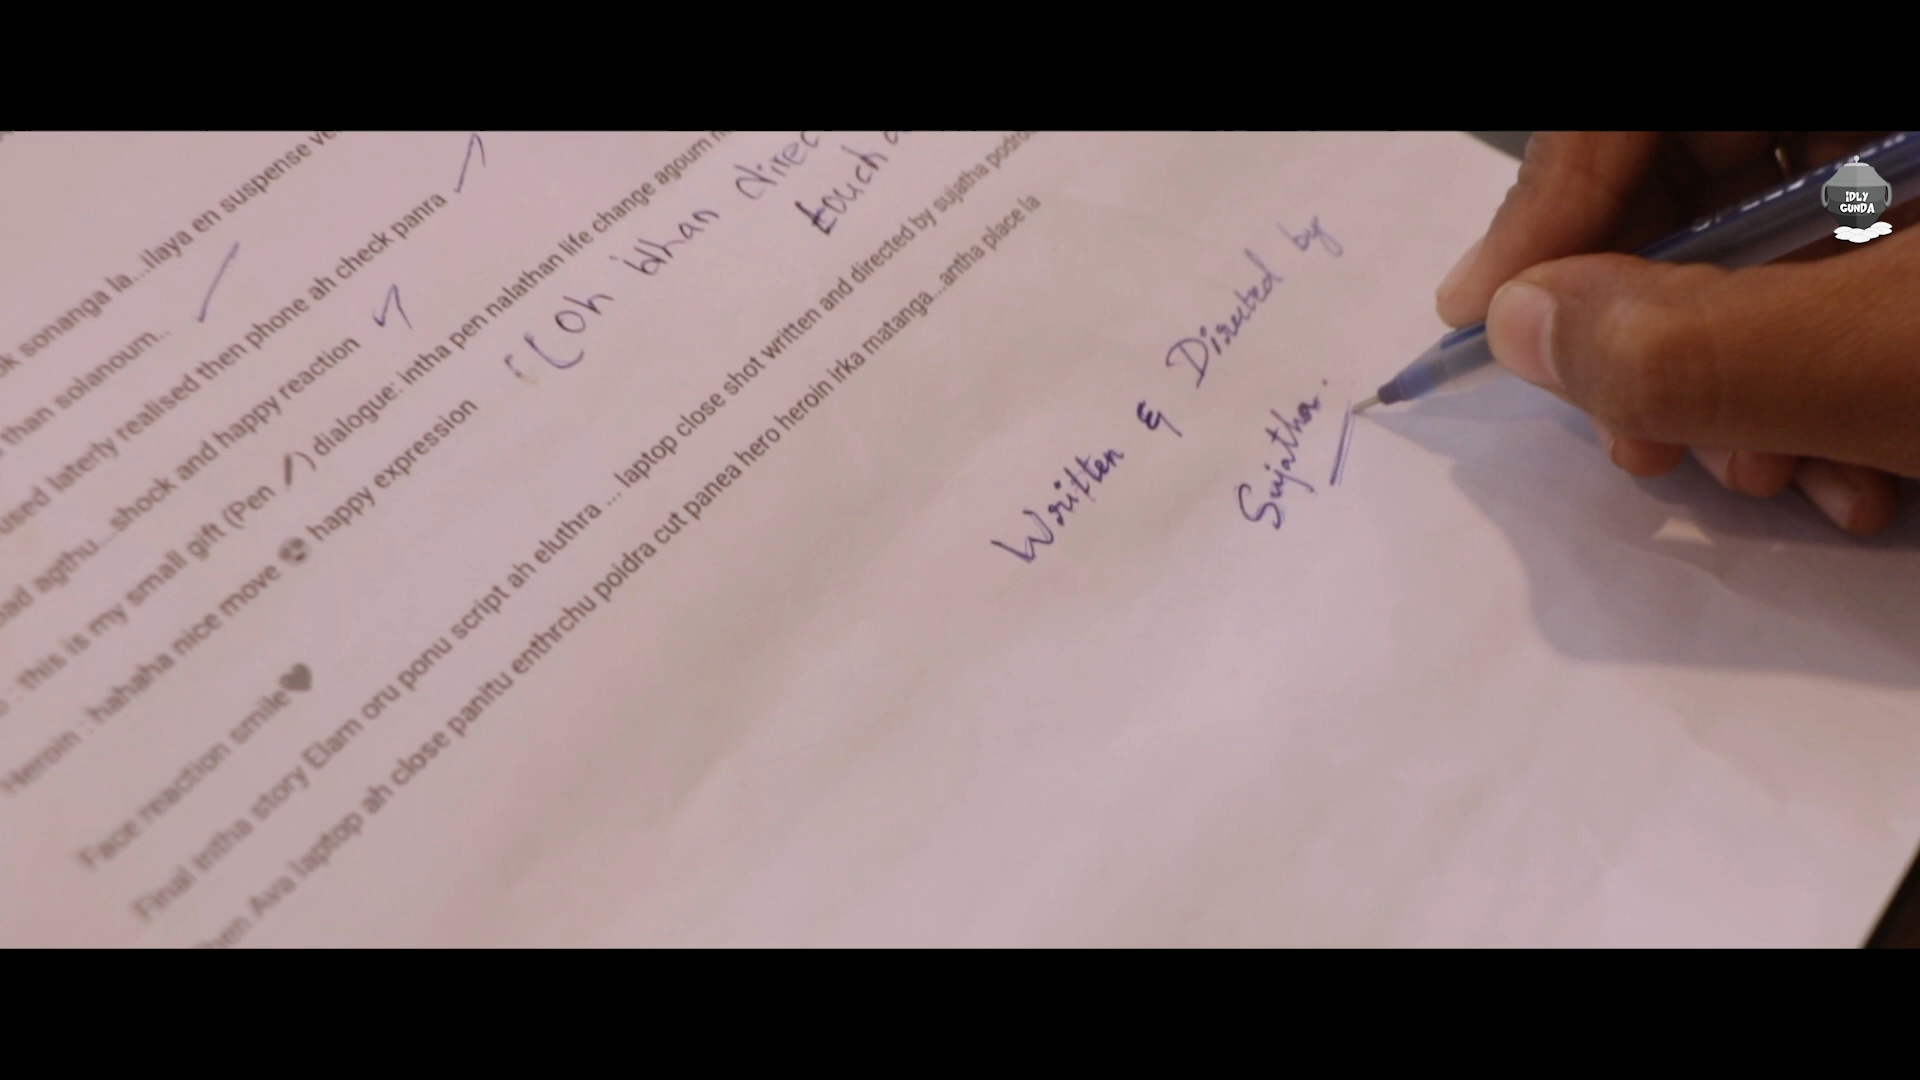 sonanga la...ilaya en suspense
than solanoum..
used laterly realised then phone ah check panra
agthu...shock and happy reaction
: this is my small gift (Pen 🖊) dialogue: intha pen nalathan life change agoum
Heroin : hahaha nice move happy expression
(Oh whan direc
touch
Face reaction smile🖤
Final intha story Elam oru ponu script ah eluthra ... laptop close shot written and directed by sujatha
Ava laptop ah close panitu enthrchu poidra cut panea hero heroin irka matanga...antha place la
Written & Directed by
Sujatha.
IDLY
GUNDA